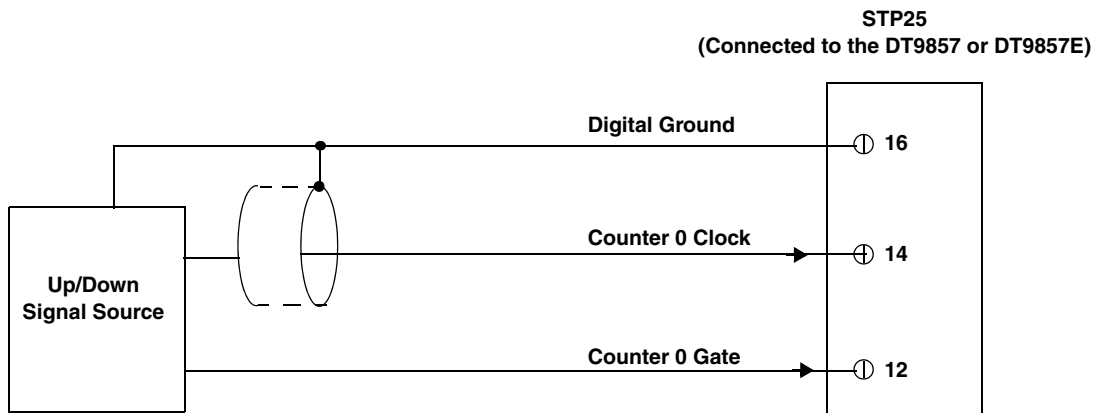 STP25
(Connected to the DT9857 or DT9857E)
Digital Ground
16
Counter 0 Clock
14
Up/Down
Signal Source
Counter 0 Gate
12